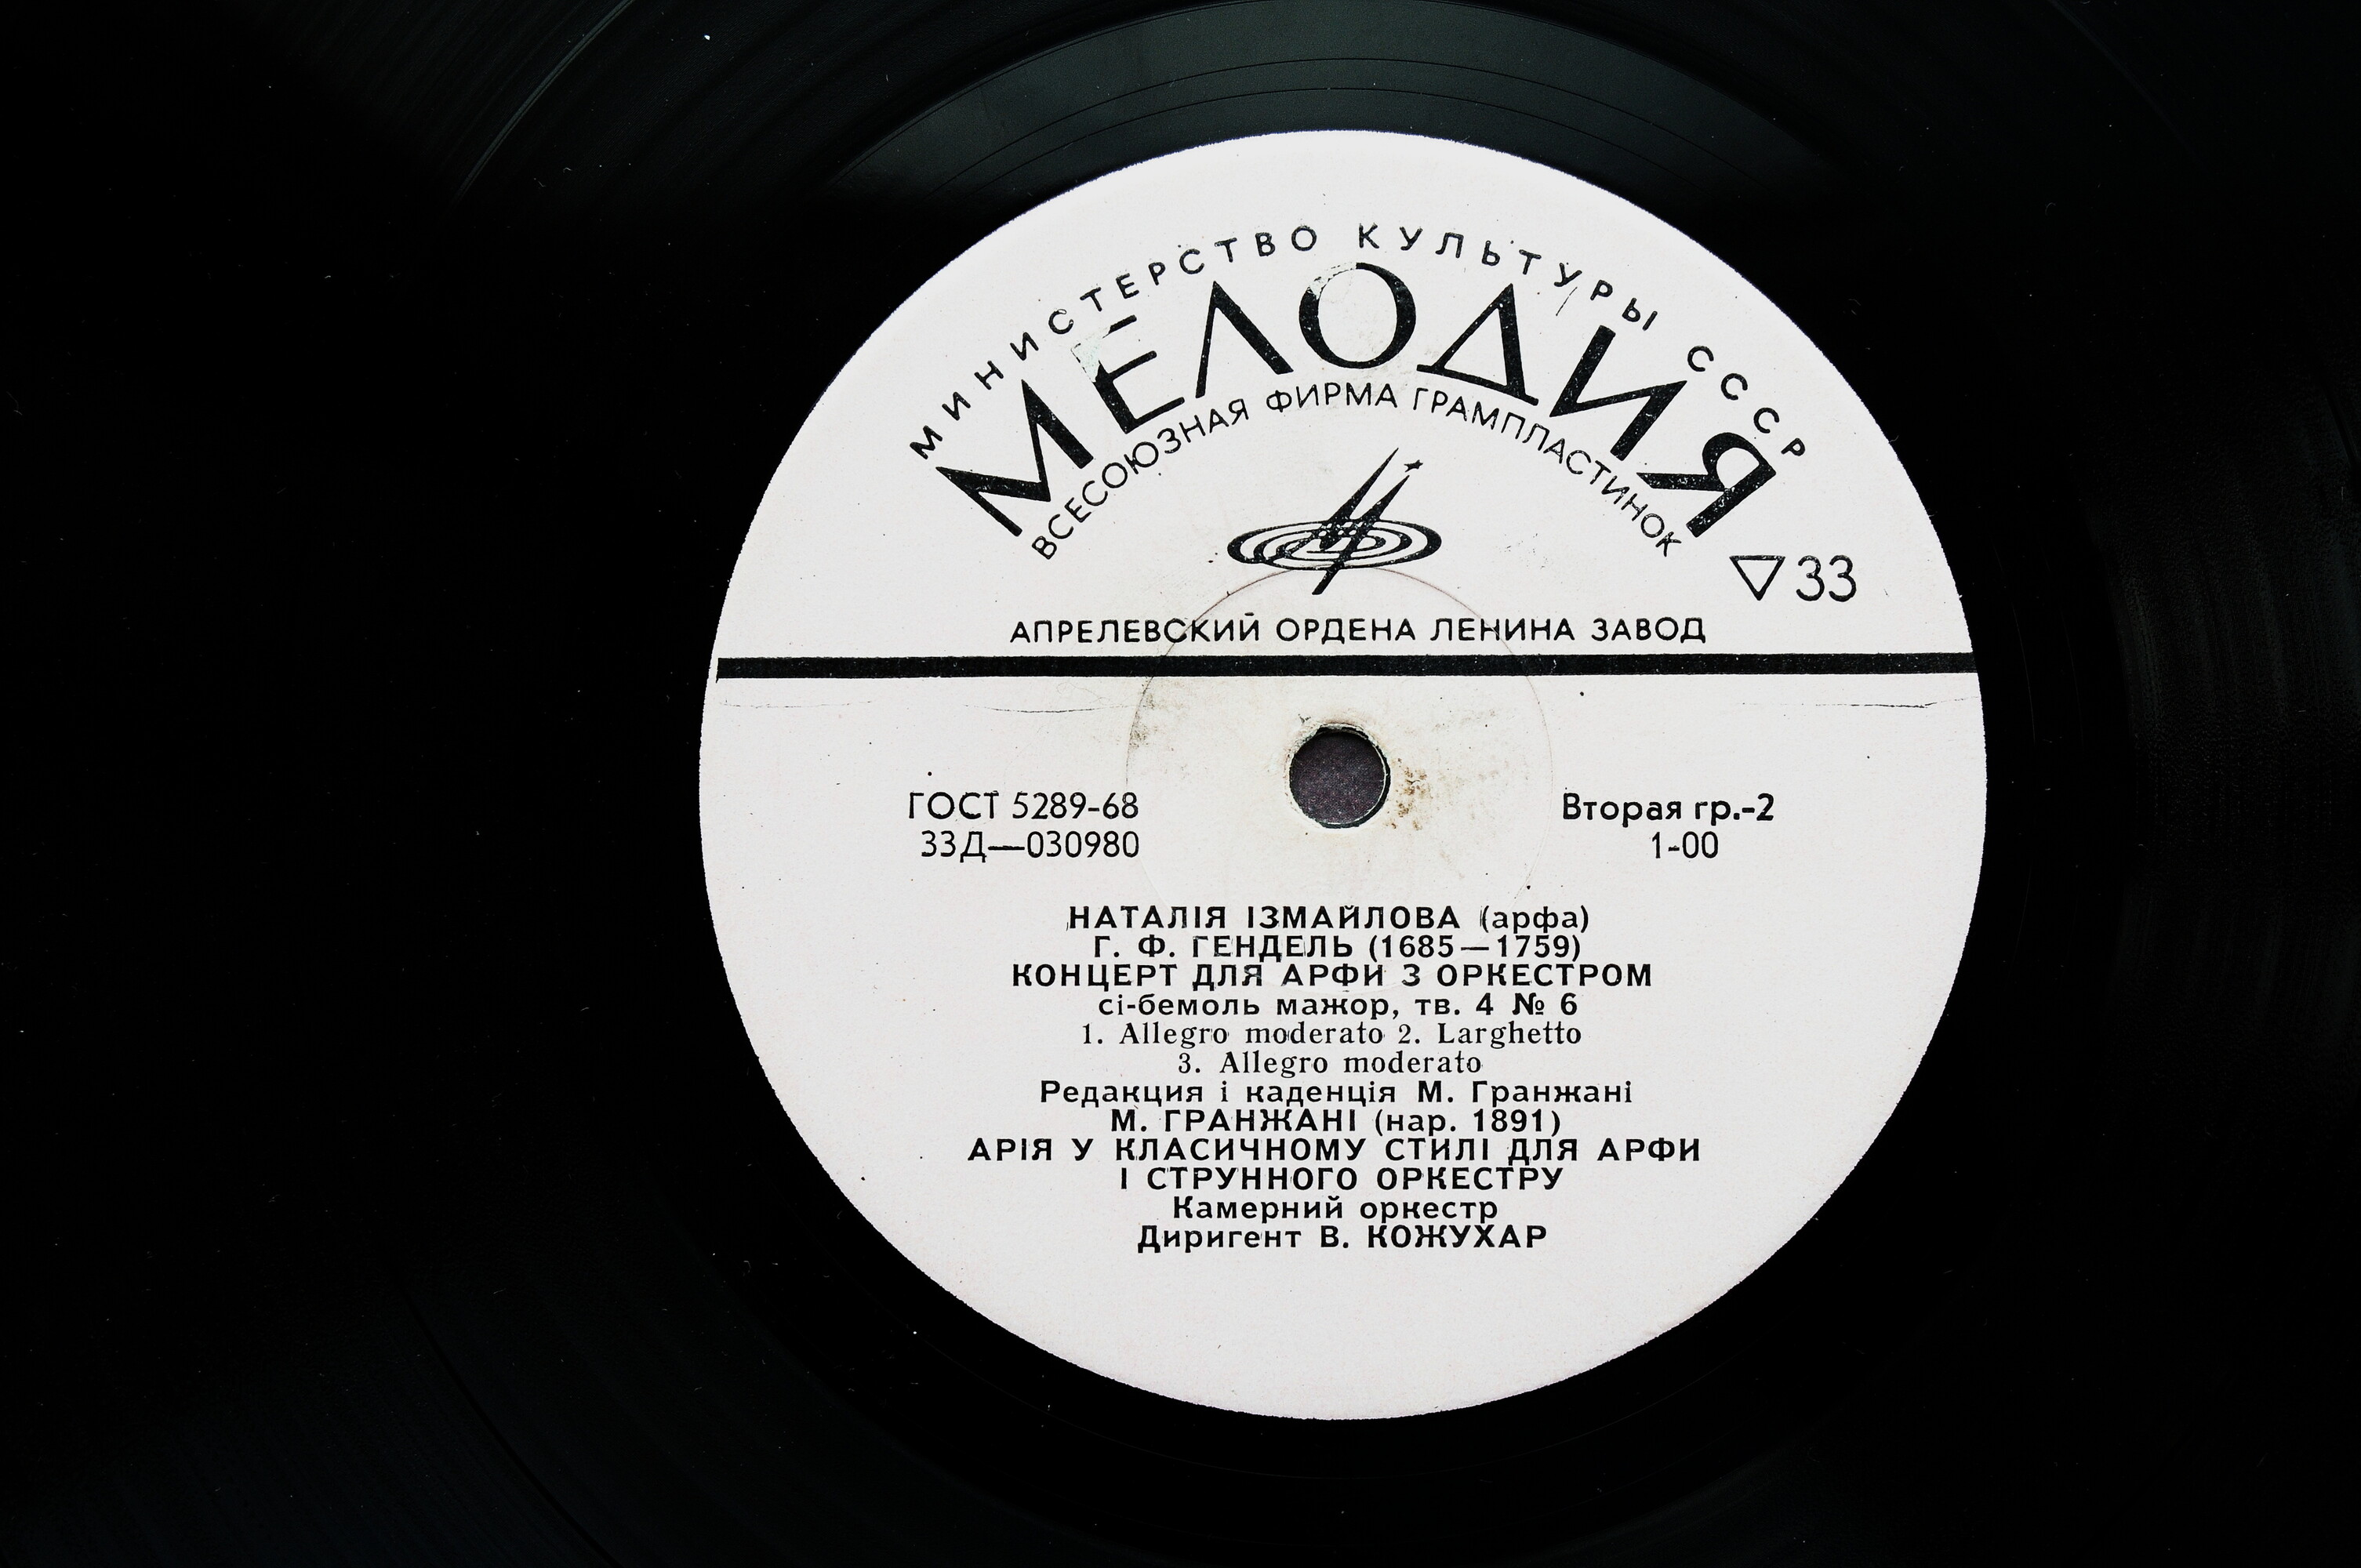 МИНИСТЕРСТВО КУЛЬТУРЫ СССР
МЕЛОДИЯ
ВСЕСОЮЗНАЯ ФИРМА ГРАМПЛАСТИНОК
▽33
АПРЕЛЕВСКИЙ ОРДЕНА ЛЕНИНА ЗАВОД
ГОСТ 5289-68
33Д—030980
Вторая гр.-2
1-00
НАТАЛІЯ ІЗМАЙЛОВА (арфа)
Г. Ф. ГЕНДЕЛЬ (1685—1759)
КОНЦЕРТ ДЛЯ АРФИ З ОРКЕСТРОМ
сі-бемоль мажор, тв. 4 № 6
1. Allegro moderato 2. Larghetto
3. Allegro moderato
Редакция і каденція М. Гранжані
М. ГРАНЖАНІ (нар. 1891)
АРІЯ У КЛАСИЧНОМУ СТИЛІ ДЛЯ АРФИ
І СТРУННОГО ОРКЕСТРУ
Камерний оркестр
Диригент В. КОЖУХАР